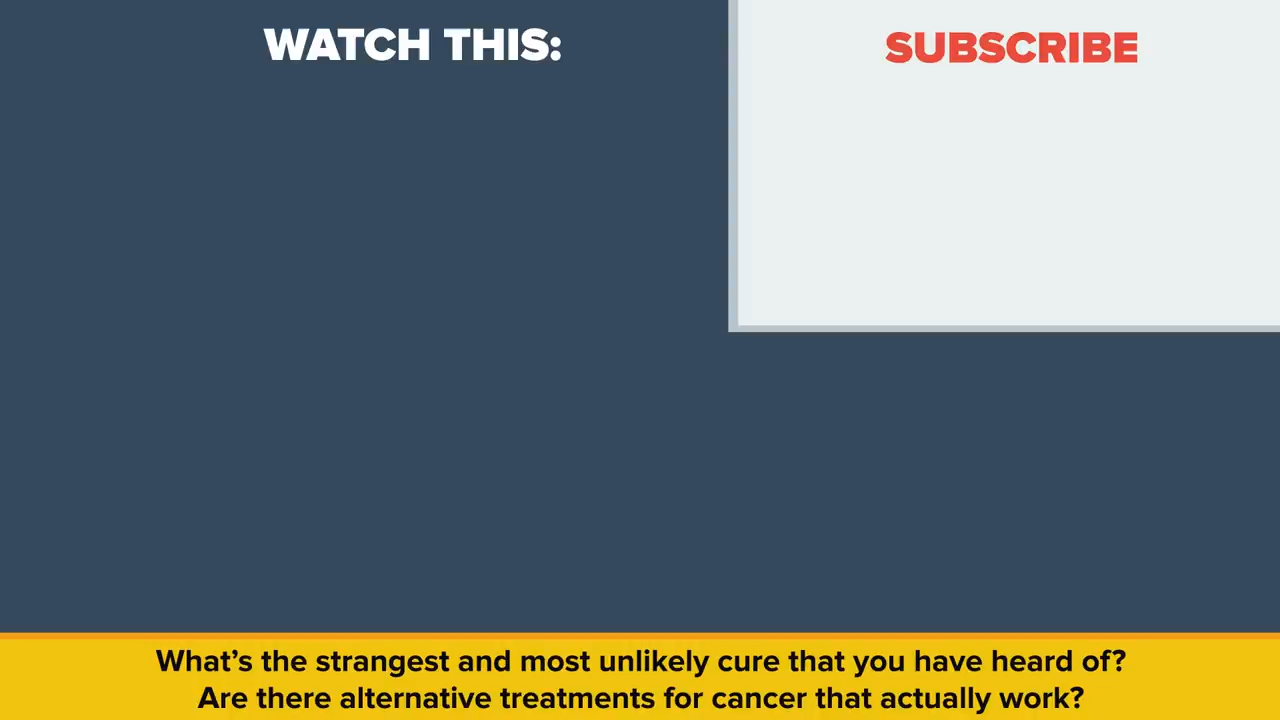 WATCH THIS:
SUBSCRIBE
What’s the strangest and most unlikely cure that you have heard of?
Are there alternative treatments for cancer that actually work?